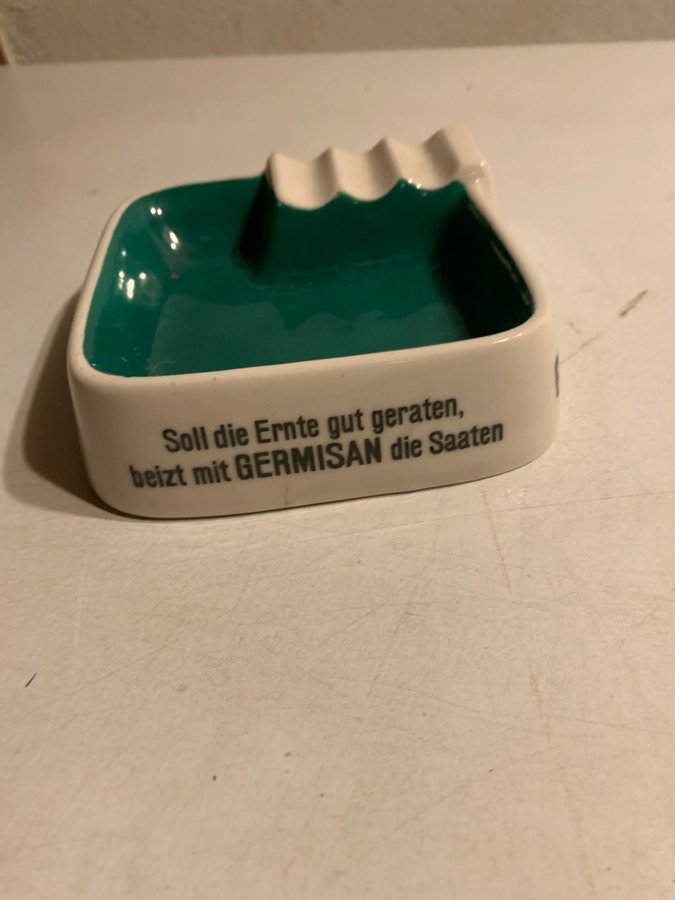 Soll die Ernte gut geraten,
beizt mit GERMISAN die Saaten